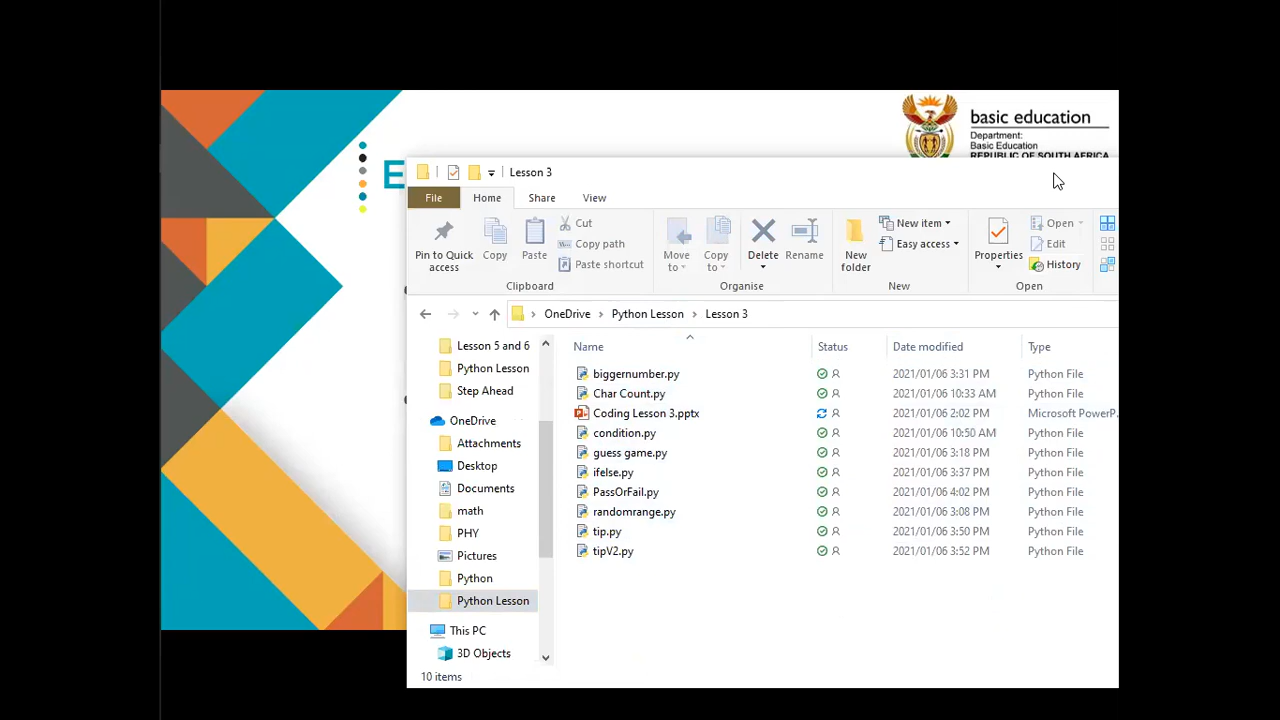 basic education
Department:
Basic Education
REPUBLIC OF SOUTH AFRICA
E
Lesson 3
File Home Share View
Pin to Quick access
Copy
Paste
Cut
Copy path
Paste shortcut
Clipboard
Move to
Copy to
Delete
Rename
Organise
New folder
New item
Easy access
New
Properties
Open
Edit
History
Open
OneDrive > Python Lesson > Lesson 3
Lesson 5 and 6
Python Lesson
Step Ahead
OneDrive
Attachments
Desktop
Documents
math
PHY
Pictures
Python
Python Lesson
This PC
3D Objects
Name Status Date modified Type
biggernumber.py 2021/01/06 3:31 PM Python File
Char Count.py 2021/01/06 10:33 AM Python File
Coding Lesson 3.pptx 2021/01/06 2:02 PM Microsoft PowerP
condition.py 2021/01/06 10:50 AM Python File
guess game.py 2021/01/06 3:18 PM Python File
ifelse.py 2021/01/06 3:37 PM Python File
PassOrFail.py 2021/01/06 4:02 PM Python File
randomrange.py 2021/01/06 3:08 PM Python File
tip.py 2021/01/06 3:50 PM Python File
tipV2.py 2021/01/06 3:52 PM Python File
10 items